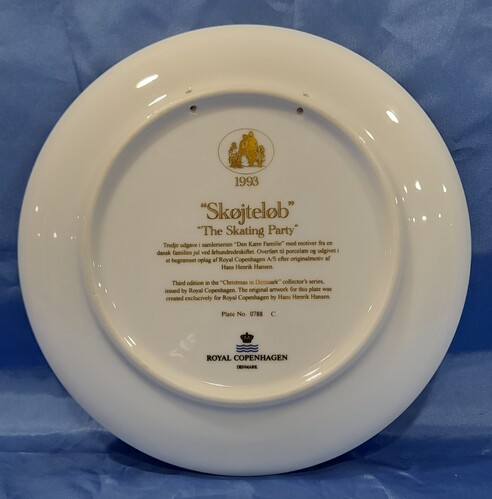 1993
"Skøjteløb"
"The Skating Party"
Tredje udgave i samlerserien "Den Kære Familie" med motiver fra en
dansk families jul ved århundredeskiftet. Overført til porcelæn og udgivet i
et begrænset oplag af Royal Copenhagen A/S efter originalmotiv af
Hans Henrik Hansen.
Third edition in the "Christmas in Denmark" collector's series,
issued by Royal Copenhagen. The original artwork for this plate was
created exclusively for Royal Copenhagen by Hans Henrik Hansen.
Plate No 0788 C
ROYAL COPENHAGEN
DENMARK